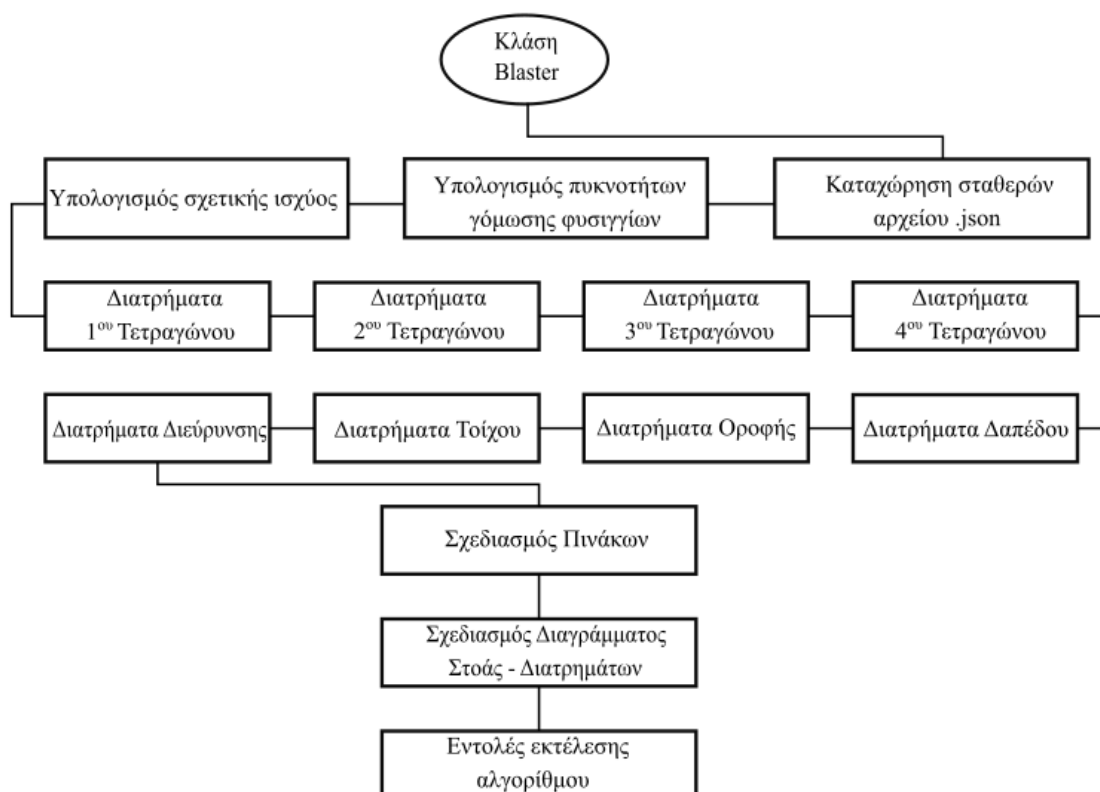 Κλάση
Blaster
Υπολογισμός σχετικής ισχύος
Υπολογισμός πυκνοτήτων
γόμωσης φυσιγγίων
Καταχώρηση σταθερών
αρχείου .json
Διατρήματα
1ου Τετραγώνου
Διατρήματα
2ου Τετραγώνου
Διατρήματα
3ου Τετραγώνου
Διατρήματα
4ου Τετραγώνου
Διατρήματα Διεύρυνσης
Διατρήματα Τοίχου
Διατρήματα Οροφής
Διατρήματα Δαπέδου
Σχεδιασμός Πινάκων
Σχεδιασμός Διαγράμματος
Στοάς - Διατρημάτων
Εντολές εκτέλεσης
αλγορίθμου